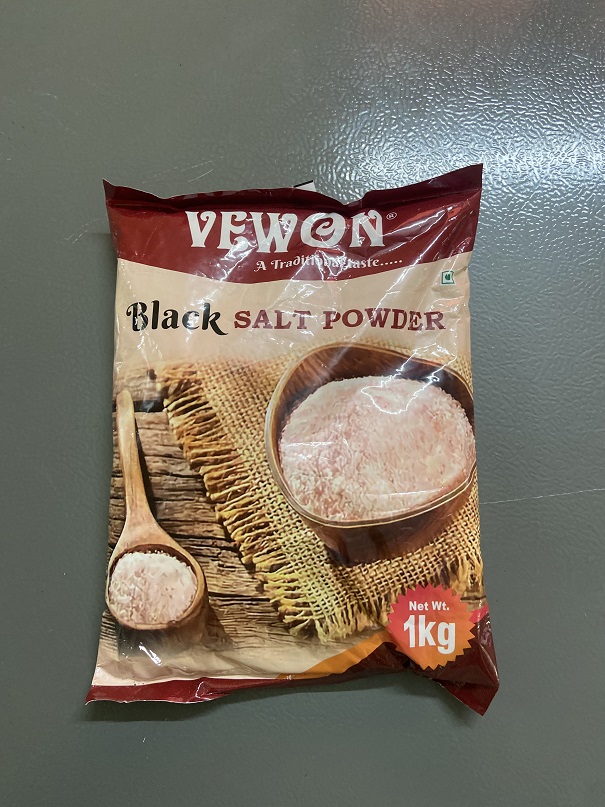 VEWON®
A Traditional taste.....
Black SALT POWDER
Net Wt.
1kg